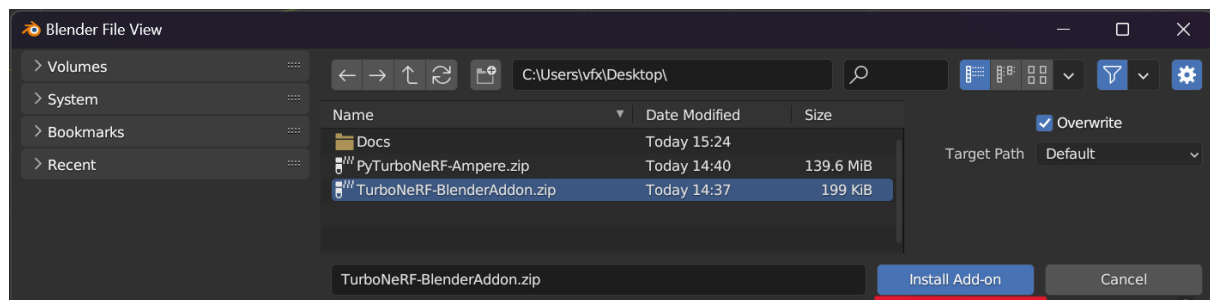 Blender File View
Volumes
System
Bookmarks
Recent
C:\Users\vfx\Desktop\
Name Date Modified Size
Docs Today 15:24
PyTurboNeRF-Ampere.zip Today 14:40 139.6 MiB
TurboNeRF-BlenderAddon.zip Today 14:37 199 KiB
Overwrite
Target Path Default
TurboNeRF-BlenderAddon.zip Install Add-on Cancel